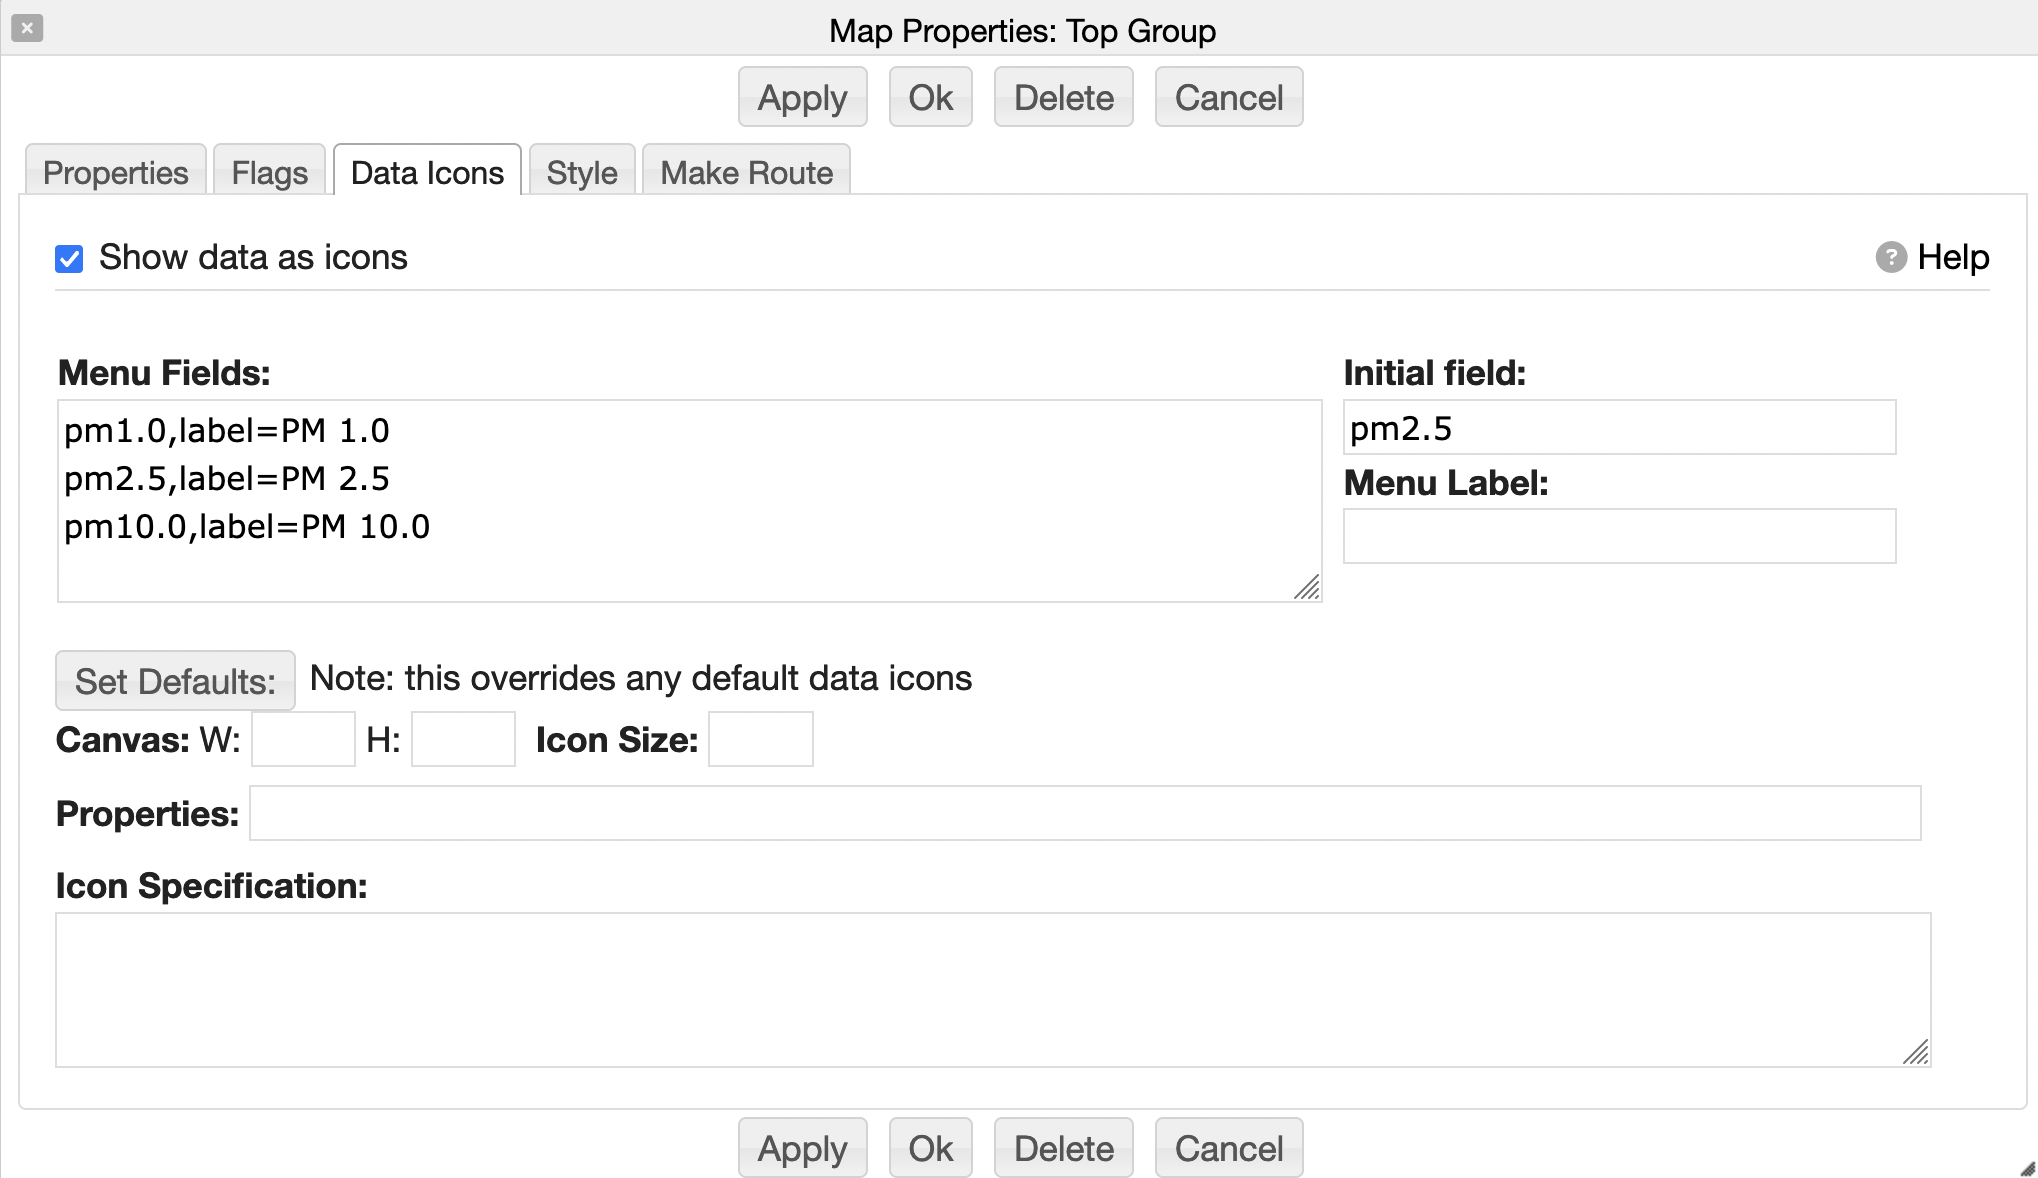 Map Properties: Top Group
Apply Ok Delete Cancel
Properties Flags Data Icons Style Make Route
Show data as icons ? Help
Menu Fields: Initial field:
pm1.0,label=PM 1.0 pm2.5
pm2.5,label=PM 2.5 Menu Label:
pm10.0,label=PM 10.0
Set Defaults: Note: this overrides any default data icons
Canvas: W: H: Icon Size:
Properties:
Icon Specification:
Apply Ok Delete Cancel